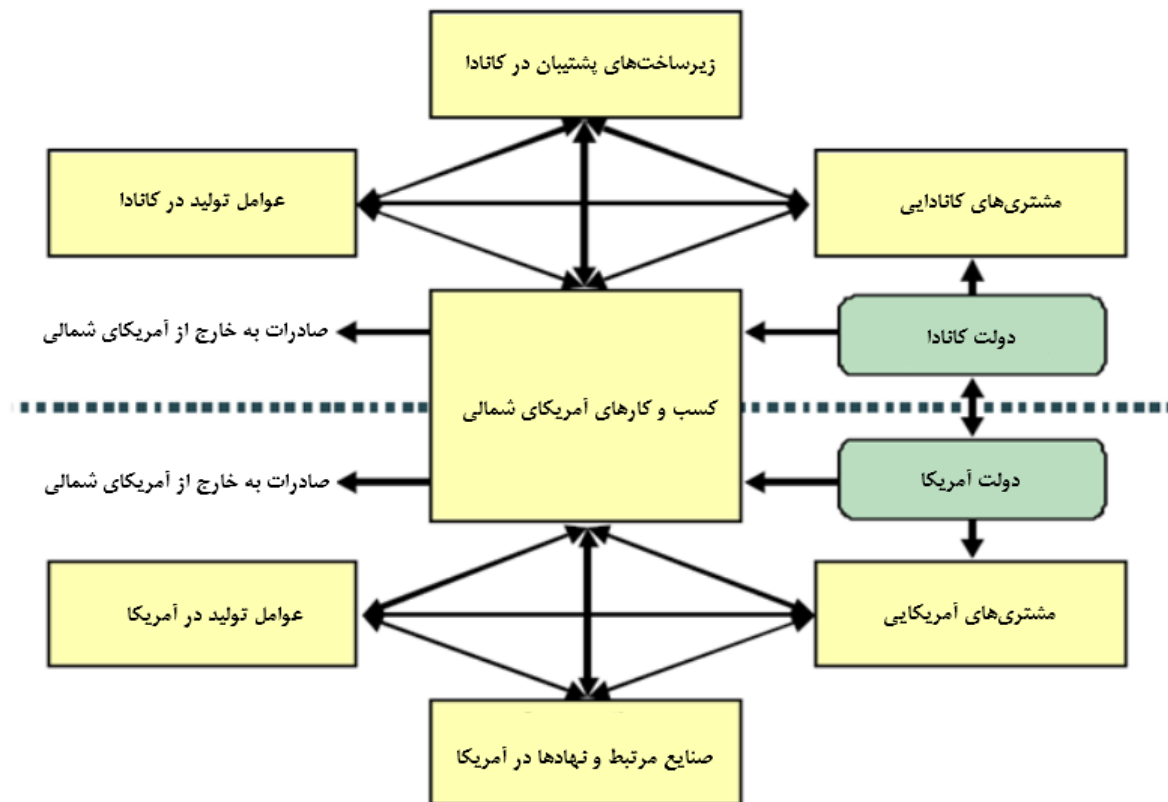 زیرساخت‌های پشتیبان در کانادا
مشتری‌های کانادایی
عوامل تولید در کانادا
دولت کانادا
صادرات به خارج از آمریکای شمالی
کسب و کارهای آمریکای شمالی
دولت آمریکا
صادرات به خارج از آمریکای شمالی
مشتری‌های آمریکایی
عوامل تولید در آمریکا
صنایع مرتبط و نهادها در آمریکا